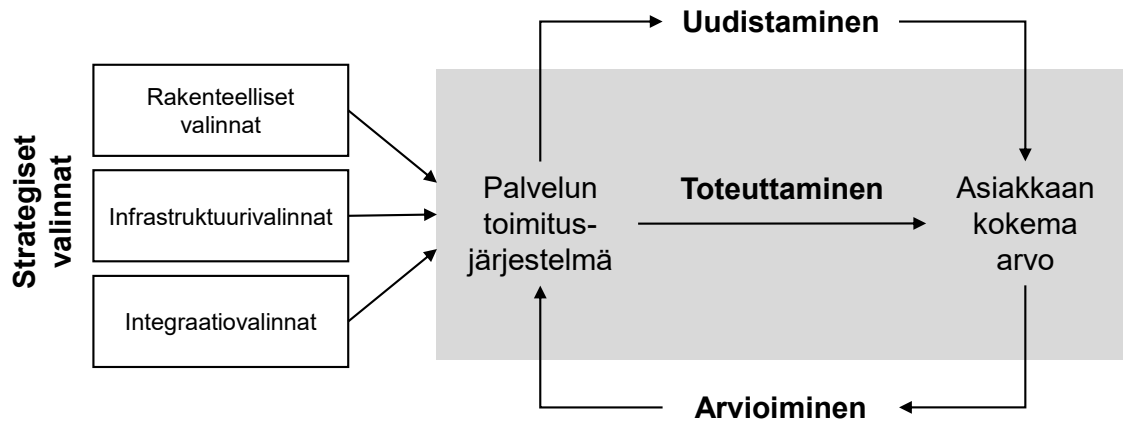 Strategiset
valinnat
Rakenteelliset
valinnat
Infrastruktuurivalinnat
Integraatiovalinnat
Uudistaminen
Palvelun
toimitus-
järjestelmä
Toteuttaminen
Asiakkaan
kokema
arvo
Arvioiminen